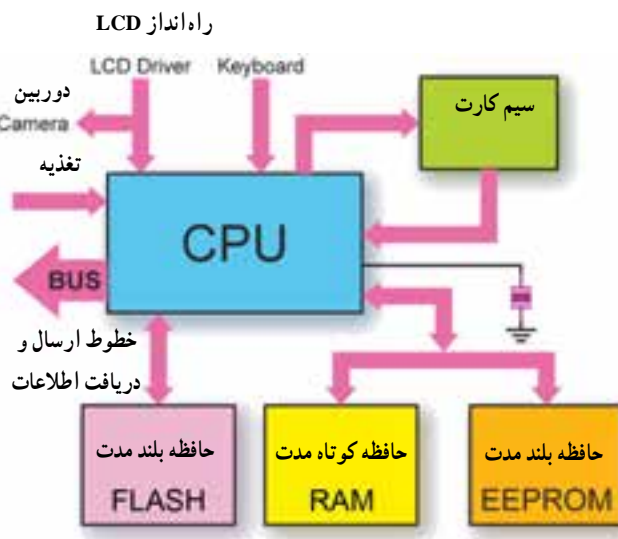 راه‌انداز LCD
LCD Driver
Keyboard
دوربین
Camera
سیم کارت
تغذیه
CPU
BUS
خطوط ارسال و
دریافت اطلاعات
حافظه بلند مدت
FLASH
حافظه کوتاه مدت
RAM
حافظه بلند مدت
EEPROM